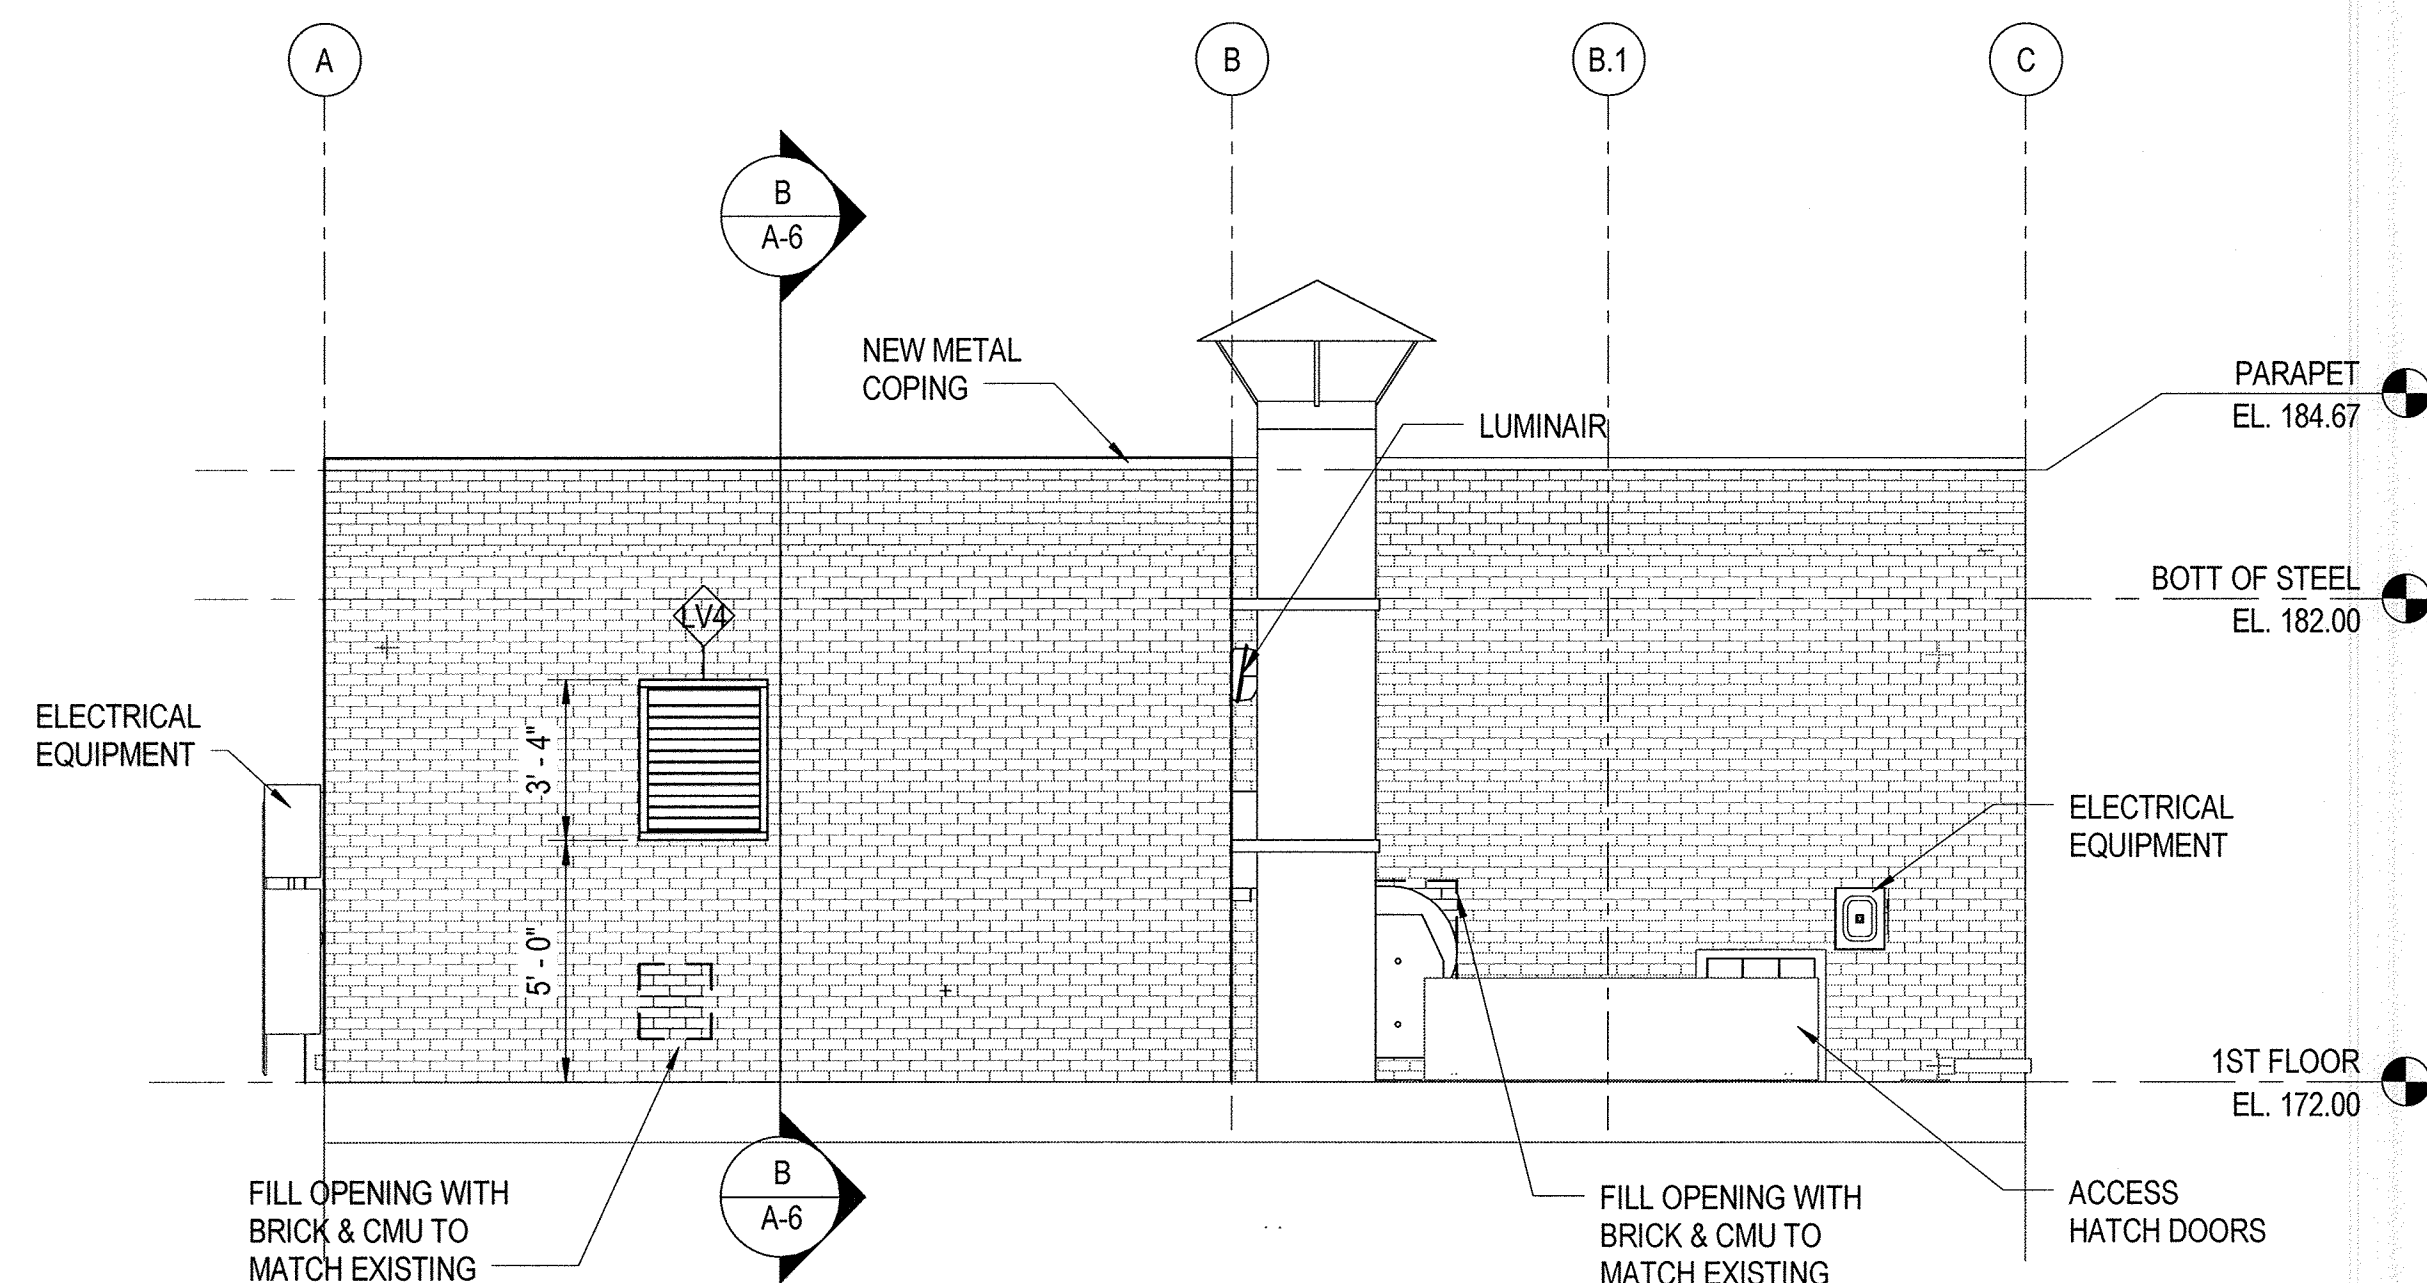 A
B
B.1
C
B
A-6
NEW METAL
COPING
LUMINAIR
PARAPET
EL. 184.67
BOTT OF STEEL
EL. 182.00
LV4
ELECTRICAL
EQUIPMENT
3' - 4"
5' - 0"
ELECTRICAL
EQUIPMENT
1ST FLOOR
EL. 172.00
B
A-6
FILL OPENING WITH
BRICK & CMU TO
MATCH EXISTING
FILL OPENING WITH
BRICK & CMU TO
MATCH EXISTING
ACCESS
HATCH DOORS